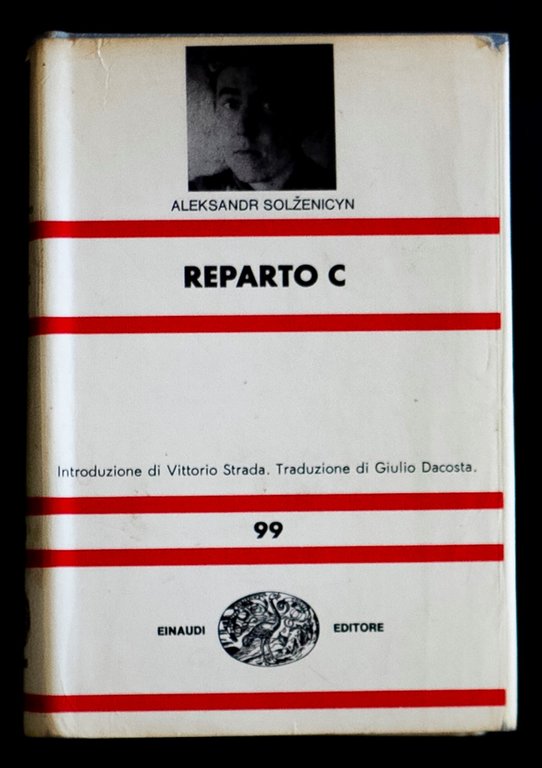 ALEKSANDR SOLŽENICYN
REPARTO C
Introduzione di Vittorio Strada. Traduzione di Giulio Dacosta.
99
EINAUDI EDITORE